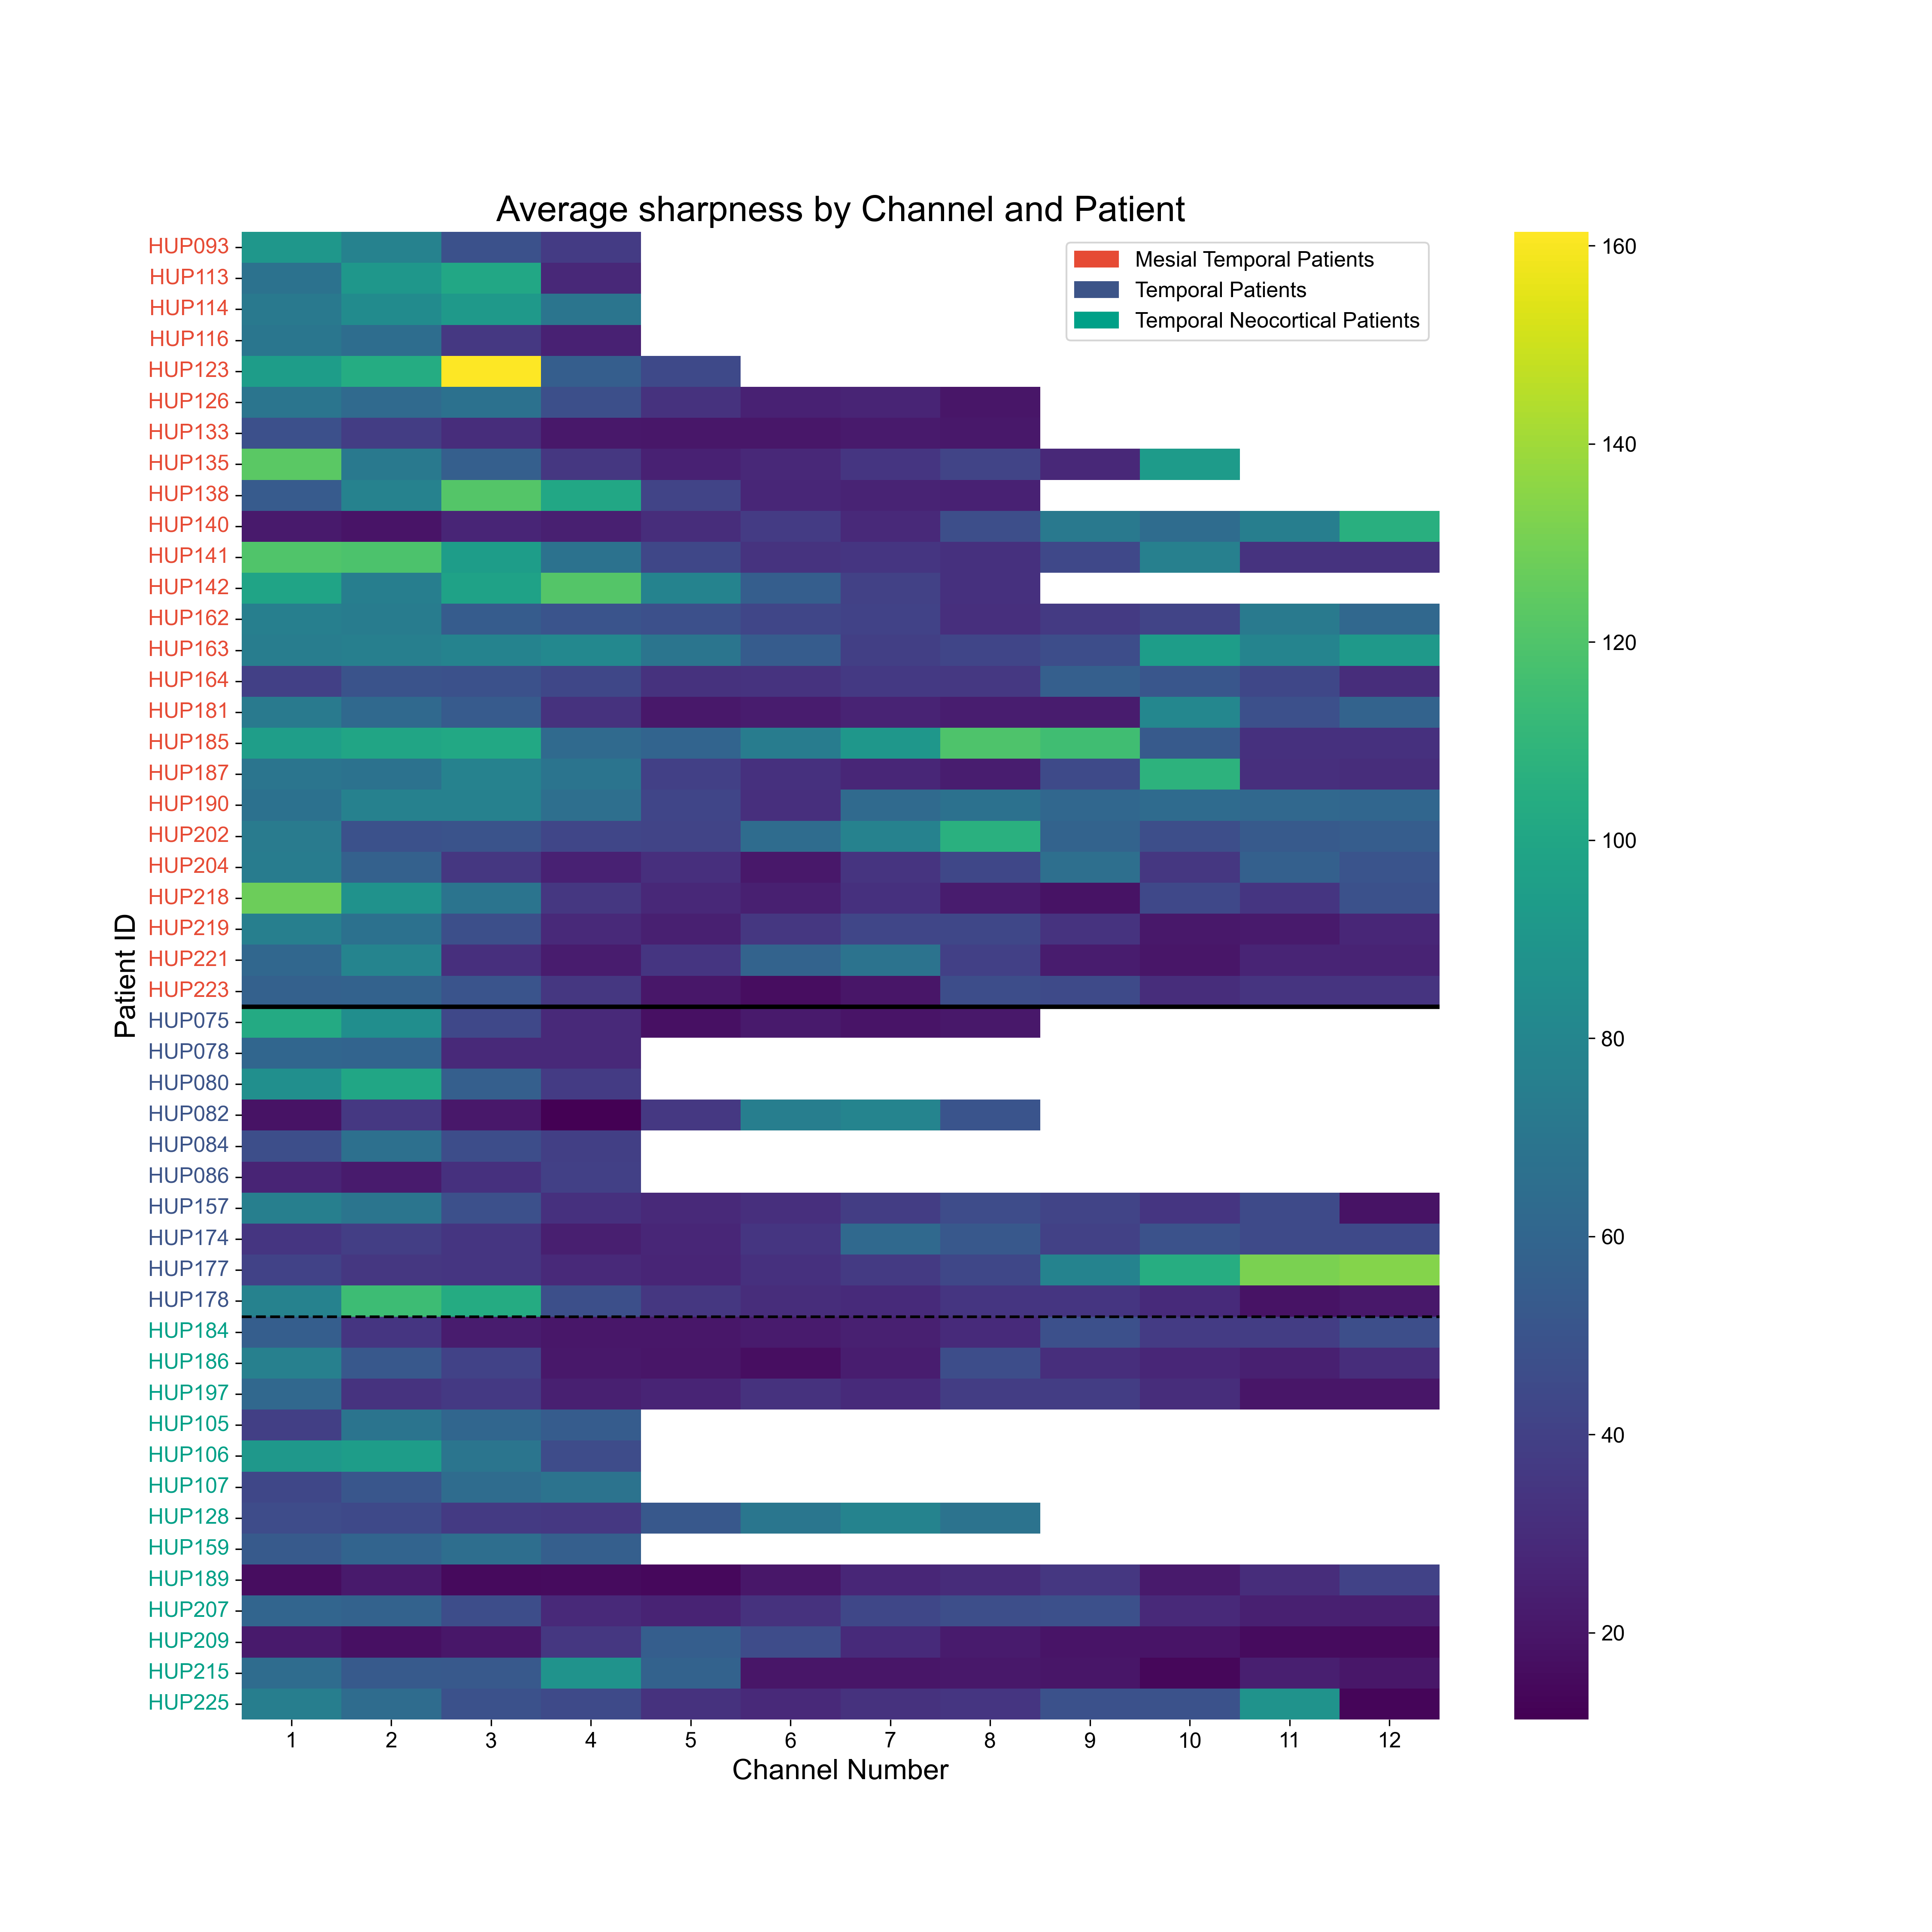 Average sharpness by Channel and Patient
Mesial Temporal Patients
Temporal Patients
Temporal Neocortical Patients
Patient ID
HUP093
HUP113
HUP114
HUP116
HUP123
HUP126
HUP133
HUP135
HUP138
HUP140
HUP141
HUP142
HUP162
HUP163
HUP164
HUP181
HUP185
HUP187
HUP190
HUP202
HUP204
HUP218
HUP219
HUP221
HUP223
HUP075
HUP078
HUP080
HUP082
HUP084
HUP086
HUP157
HUP174
HUP177
HUP178
HUP184
HUP186
HUP197
HUP105
HUP106
HUP107
HUP128
HUP159
HUP189
HUP207
HUP209
HUP215
HUP225
1 2 3 4 5 6 7 8 9 10 11 12
Channel Number
160
140
120
100
80
60
40
20